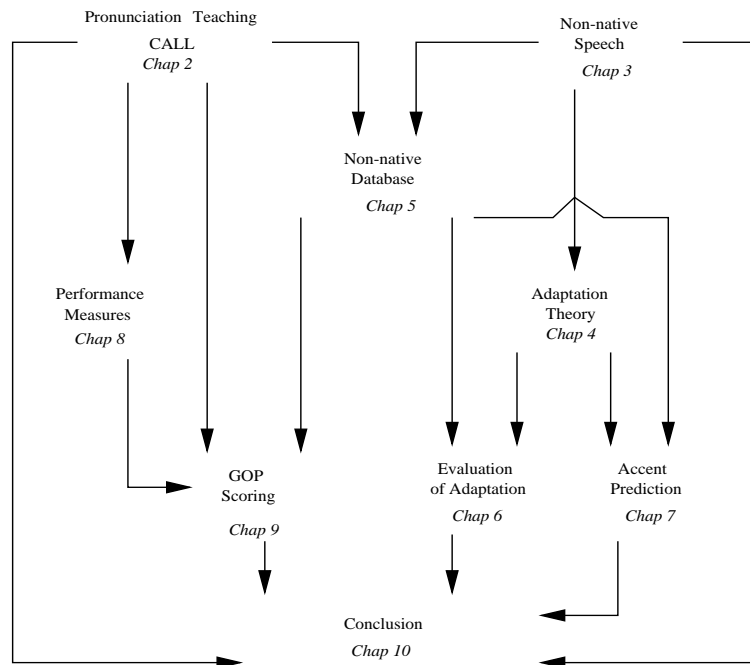 Pronunciation Teaching
CALL
Chap 2
Non-native
Speech
Chap 3
Non-native
Database
Chap 5
Performance
Measures
Chap 8
Adaptation
Theory
Chap 4
GOP
Scoring
Chap 9
Evaluation
of Adaptation
Chap 6
Accent
Prediction
Chap 7
Conclusion
Chap 10